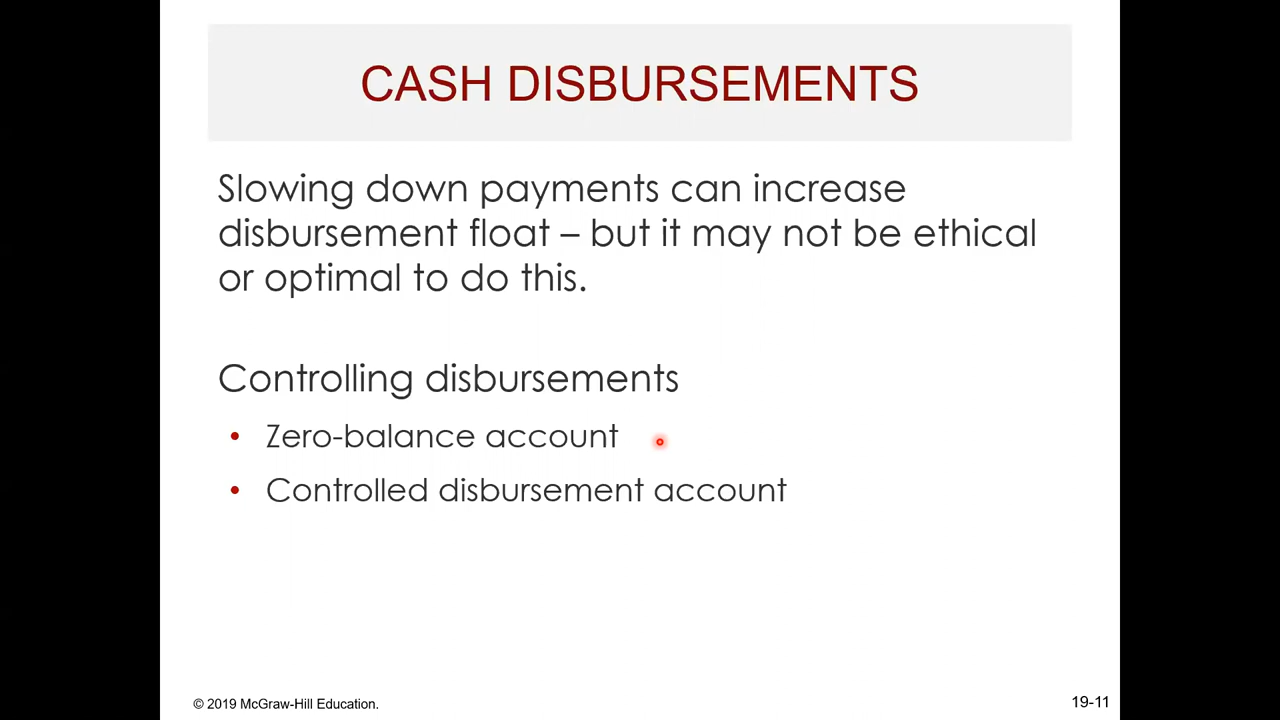 CASH DISBURSEMENTS
Slowing down payments can increase
disbursement float – but it may not be ethical
or optimal to do this.
Controlling disbursements
• Zero-balance account
• Controlled disbursement account
© 2019 McGraw-Hill Education.
19-11